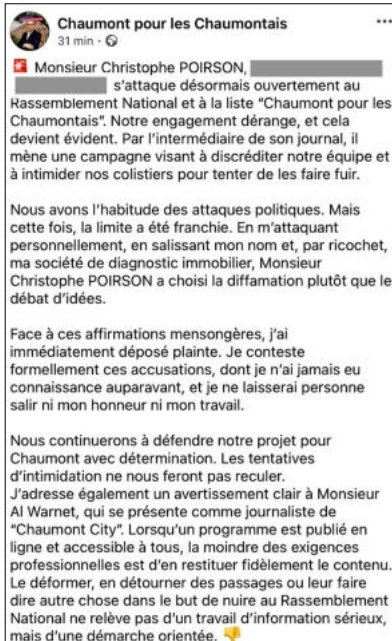 Chaumont pour les Chaumontais
31 min ·
Monsieur Christophe POIRSON,
s'attaque désormais ouvertement au
Rassemblement National et à la liste "Chaumont pour les
Chaumontais". Notre engagement dérange, et cela
devient évident. Par l'intermédiaire de son journal, il
mène une campagne visant à discréditer notre équipe et
à intimider nos colistiers pour tenter de les faire fuir.
Nous avons l'habitude des attaques politiques. Mais
cette fois, la limite a été franchie. En m'attaquant
personnellement, en salissant mon nom et, par ricochet,
ma société de diagnostic immobilier, Monsieur
Christophe POIRSON a choisi la diffamation plutôt que le
débat d'idées.
Face à ces affirmations mensongères, j'ai
immédiatement déposé plainte. Je conteste
formellement ces accusations, dont je n'ai jamais eu
connaissance auparavant, et je ne laisserai personne
salir ni mon honneur ni mon travail.
Nous continuerons à défendre notre projet pour
Chaumont avec détermination. Les tentatives
d'intimidation ne nous feront pas reculer.
J'adresse également un avertissement clair à Monsieur
Al Warnet, qui se présente comme journaliste de
"Chaumont City". Lorsqu'un programme est publié en
ligne et accessible à tous, la moindre des exigences
professionnelles est d'en restituer fidèlement le contenu.
Le déformer, en détourner des passages ou leur faire
dire autre chose dans le but de nuire au Rassemblement
National ne relève pas d'un travail d'information sérieux,
mais d'une démarche orientée. 👎